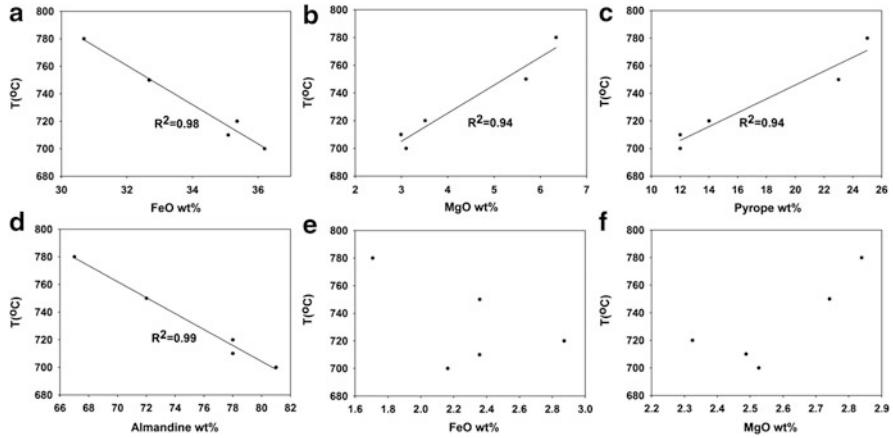 a
800
780
760
740
720
700
680
T(°C)
R2=0.98
30 32 34 36
FeO wt%
b
800
780
760
740
720
700
680
T(°C)
R2=0.94
2 3 4 5 6 7
MgO wt%
c
800
780
760
740
720
700
680
T(°C)
R2=0.94
10 12 14 16 18 20 22 24 26
Pyrope wt%
d
800
780
760
740
720
700
680
T(°C)
R2=0.99
66 68 70 72 74 76 78 80 82
Almandine wt%
e
800
780
760
740
720
700
680
T(°C)
1.6 1.8 2.0 2.2 2.4 2.6 2.8 3.0
FeO wt%
f
800
780
760
740
720
700
680
T(°C)
2.2 2.3 2.4 2.5 2.6 2.7 2.8 2.9
MgO wt%